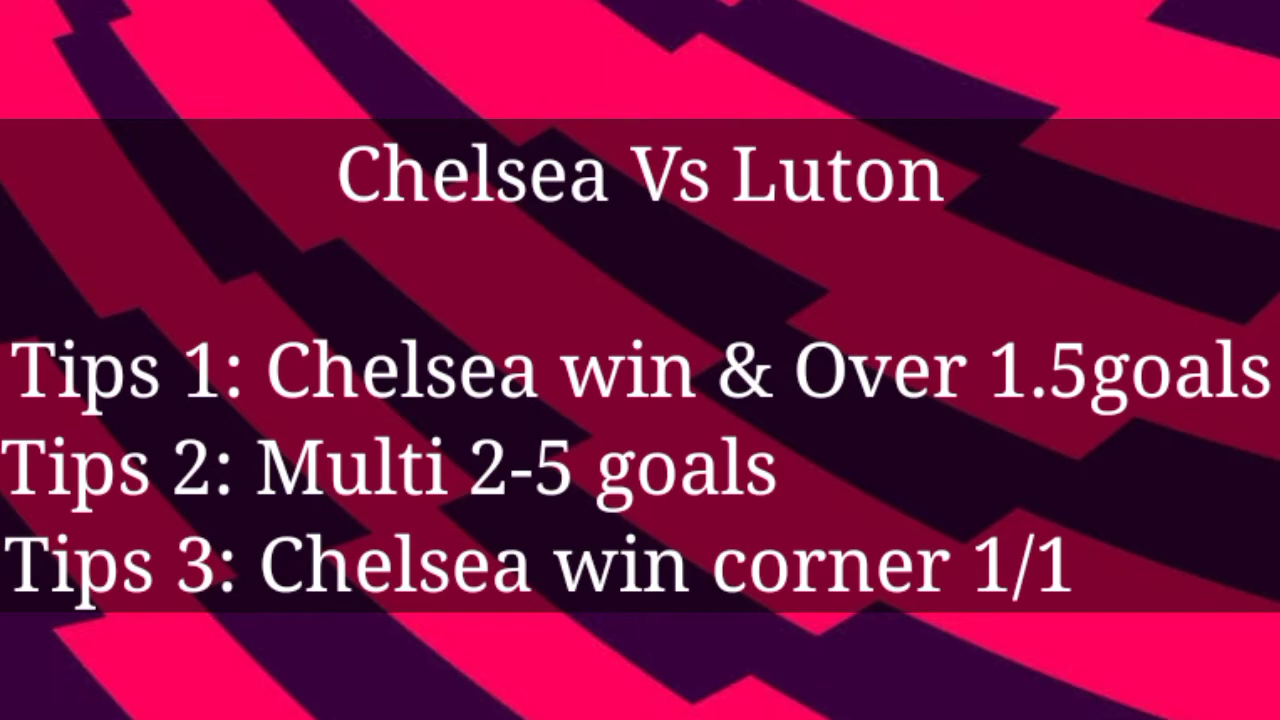 Chelsea Vs Luton
Tips 1: Chelsea win & Over 1.5goals
Tips 2: Multi 2-5 goals
Tips 3: Chelsea win corner 1/1